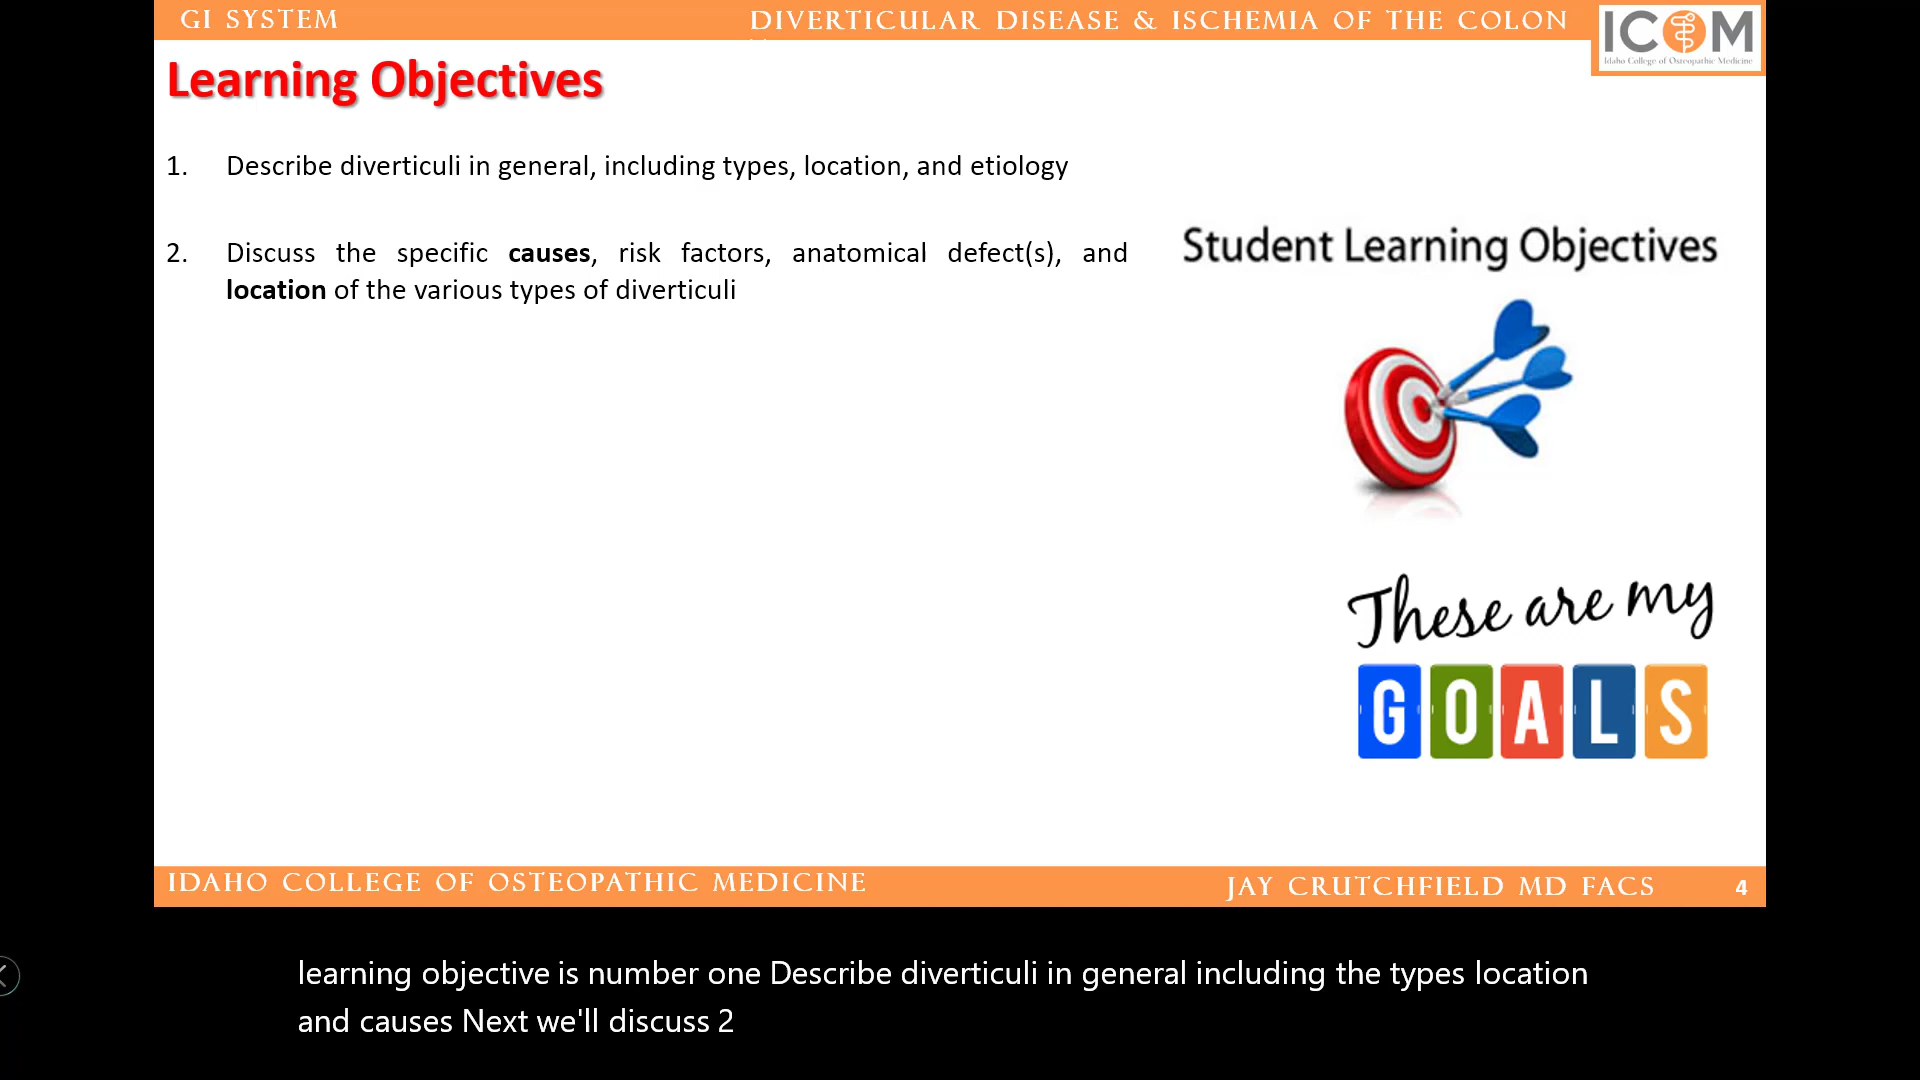 GI SYSTEM
DIVERTICULAR DISEASE & ISCHEMIA OF THE COLON
ICOM
Idaho College of Osteopathic Medicine
Learning Objectives
1. Describe diverticuli in general, including types, location, and etiology
2. Discuss the specific causes, risk factors, anatomical defect(s), and
location of the various types of diverticuli
Student Learning Objectives
These are my
GOALS
IDAHO COLLEGE OF OSTEOPATHIC MEDICINE
JAY CRUTCHFIELD MD FACS
4
learning objective is number one Describe diverticuli in general including the types location
and causes Next we'll discuss 2